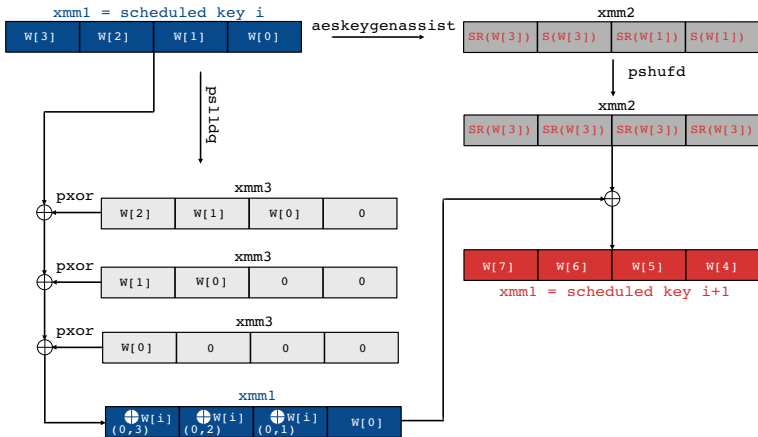 xmm1 = scheduled key i
W[3] W[2] W[1] W[0]
aeskeygenassist
xmm2
SR(W[3]) S(W[3]) SR(W[1]) S(W[1])
pshufd
xmm2
SR(W[3]) SR(W[3]) SR(W[3]) SR(W[3])
pslldq
xmm3
pxor
W[2] W[1] W[0] 0
xmm3
pxor
W[1] W[0] 0 0
xmm3
pxor
W[0] 0 0 0
W[7] W[6] W[5] W[4]
xmm1 = scheduled key i+1
xmm1
⊕W[i] ⊕W[i] ⊕W[i] W[0]
(0,3) (0,2) (0,1)